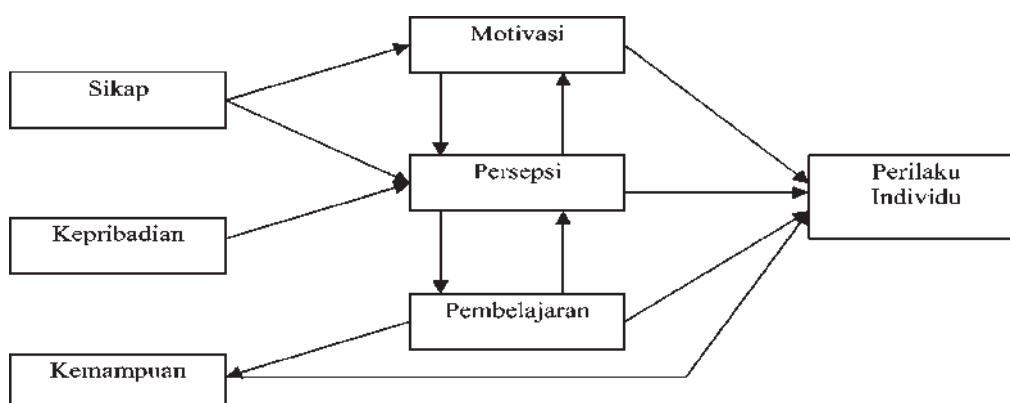 Motivasi
Sikap
Persepsi
Perilaku
Individu
Kepribadian
Pembelajaran
Kemampuan